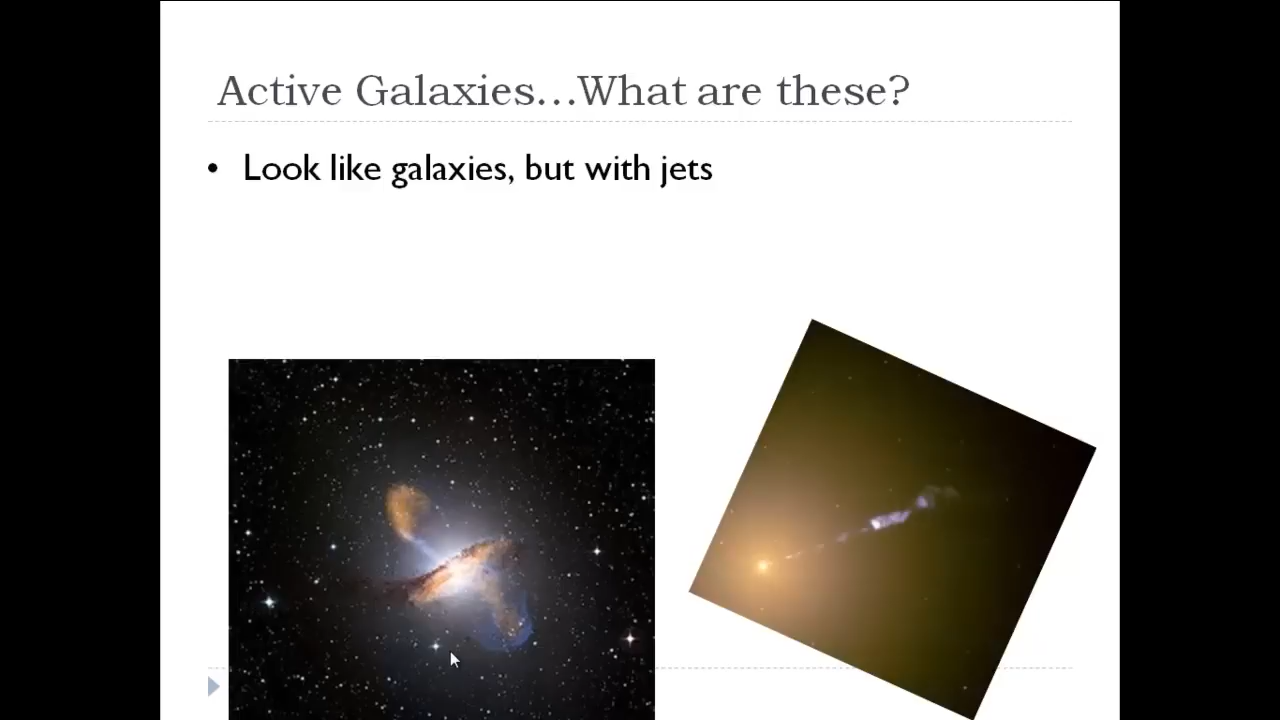 Active Galaxies...What are these?
• Look like galaxies, but with jets